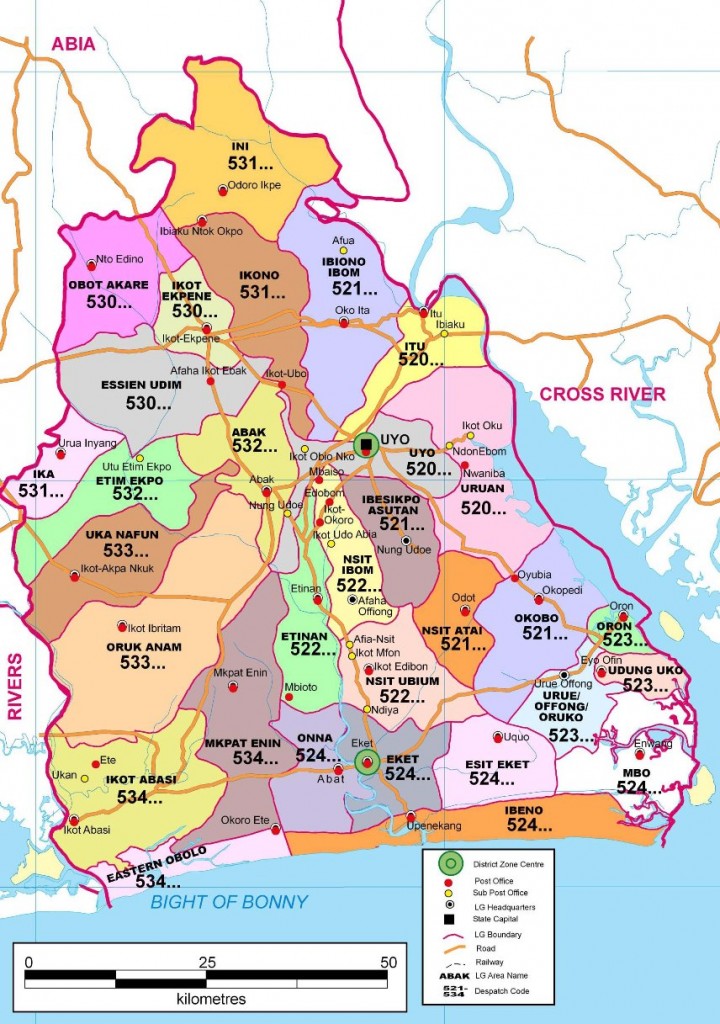 ABIA
INI
531...
Odoro Ikpe
Ibiaku Ntok Okpo
Afua
IBIONO
IBOM
521...
Nto Edino
OBOT AKARE
530...
IKOT
EKPENE
530...
IKONO
531...
Oko Ita
Itu
Ibiaku
ITU
520...
Ikot-Ekpene
Afaha Ikot Ebak
Ikot-Ubo
ESSIEN UDIM
530...
CROSS RIVER
ABAK
532...
UYO
Ikot Oku
NdonEbom
Nwaniba
UYO
520...
Urua Inyang
IKA
531...
Utu Etim Ekpo
ETIM EKPO
532...
Ikot Obio Nko
Mbaiso
Edobom
Ikot-
Okoro
Abak
Nung Udoe
URUAN
520...
IBESIKPO
ASUTAN
521...
Nung Udoe
Ikot Udo Abia
UKA NAFUN
533...
Ikot-Akpa Nkuk
NSIT
IBOM
522...
Afaha
Offiong
Etinan
Oyubia
Okopedi
Odot
OKOBO
521...
Oron
ORON
523...
Ikot Ibritam
ORUK ANAM
533...
ETINAN
522...
Afia-Nsit
Ikot Mfon
NSIT ATAI
521...
Ikot Edibon
NSIT UBIUM
522...
Eyo Ofin
UDUNG UKO
523...
Urue Offong
URUE/
OFFONG/
ORUKO
523...
RIVERS
Mkpat Enin
Mbioto
Ndiya
MKPAT ENIN
534...
ONNA
524...
Abat
Eket
EKET
524...
Uquo
ESIT EKET
524...
Enwang
MBO
524...
Ete
Ukan
IKOT ABASI
534...
Ikot Abasi
Okoro Ete
Upenekang
IBENO
524...
EASTERN OBOLO
534...
BIGHT OF BONNY
District Zone Centre
Post Office
Sub Post Office
LG Headquarters
State Capital
LG Boundary
Road
Railway
ABAK LG Area Name
521-
534 Despatch Code
0 25 50
kilometres